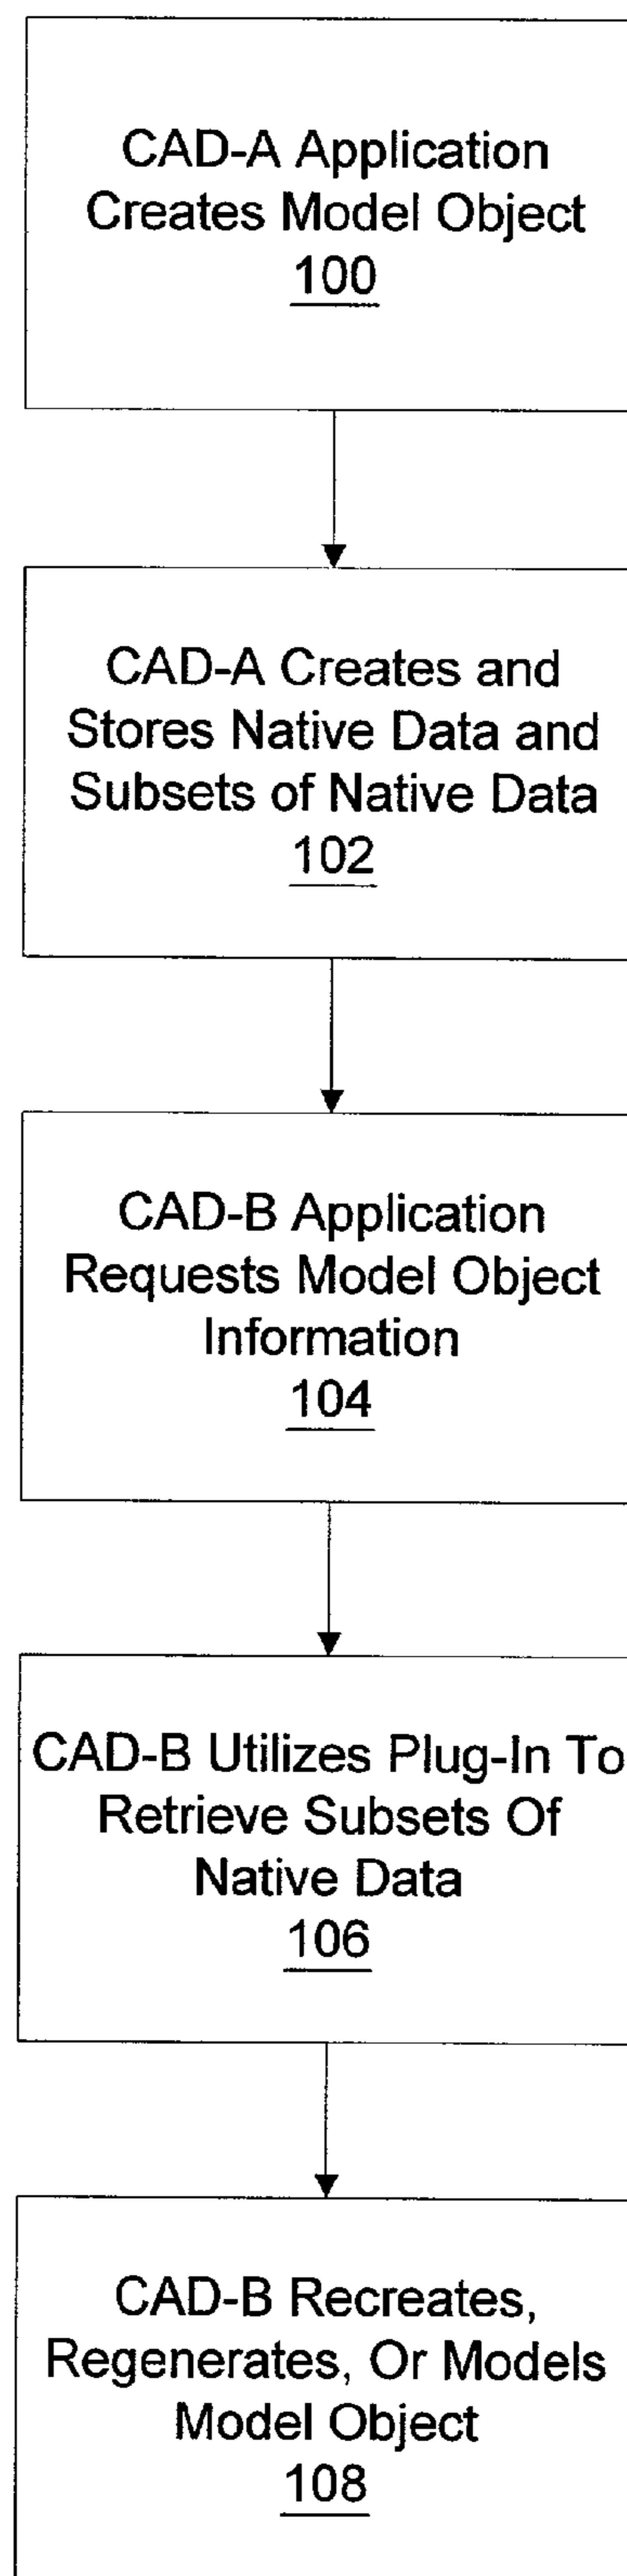 CAD-A Application
Creates Model Object
100
CAD-A Creates and
Stores Native Data and
Subsets of Native Data
102
CAD-B Application
Requests Model Object
Information
104
CAD-B Utilizes Plug-In To
Retrieve Subsets Of
Native Data
106
CAD-B Recreates,
Regenerates, Or Models
Model Object
108